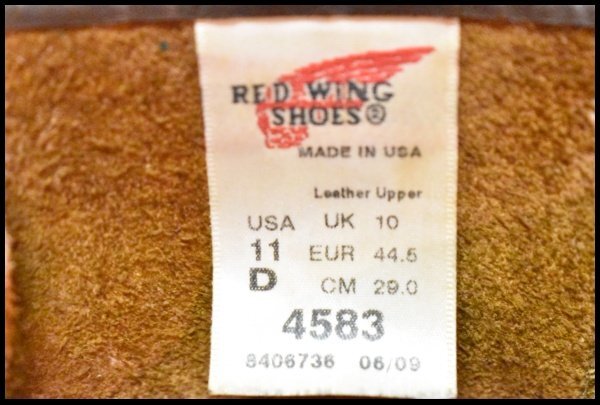 RED WING
SHOES®
MADE IN USA
Leather Upper
USA UK 10
11 EUR 44.5
D CM 29.0
4583
8406736 06/09